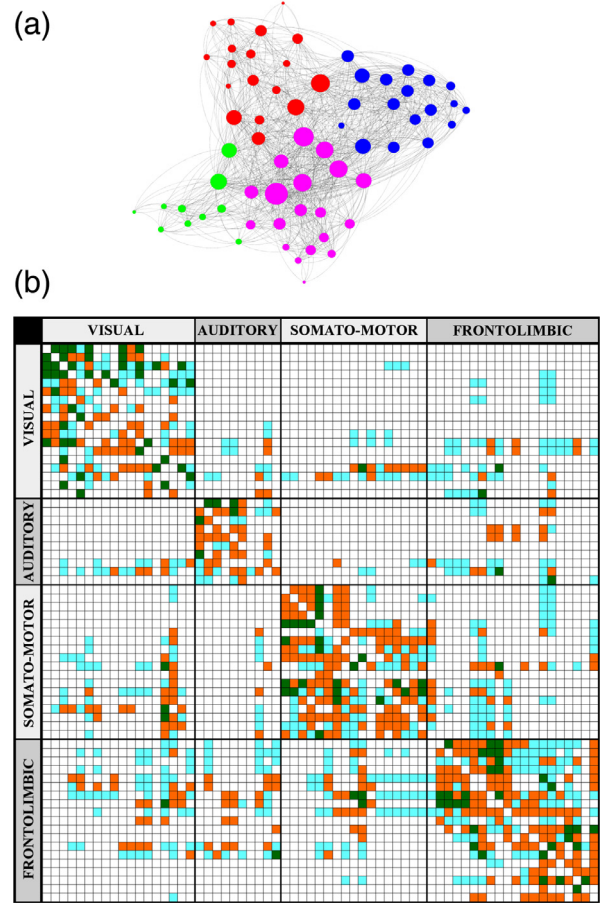 (a)
(b)
VISUAL AUDITORY SOMATO-MOTOR FRONTOLIMBIC
VISUAL
AUDITORY
SOMATO-MOTOR
FRONTOLIMBIC